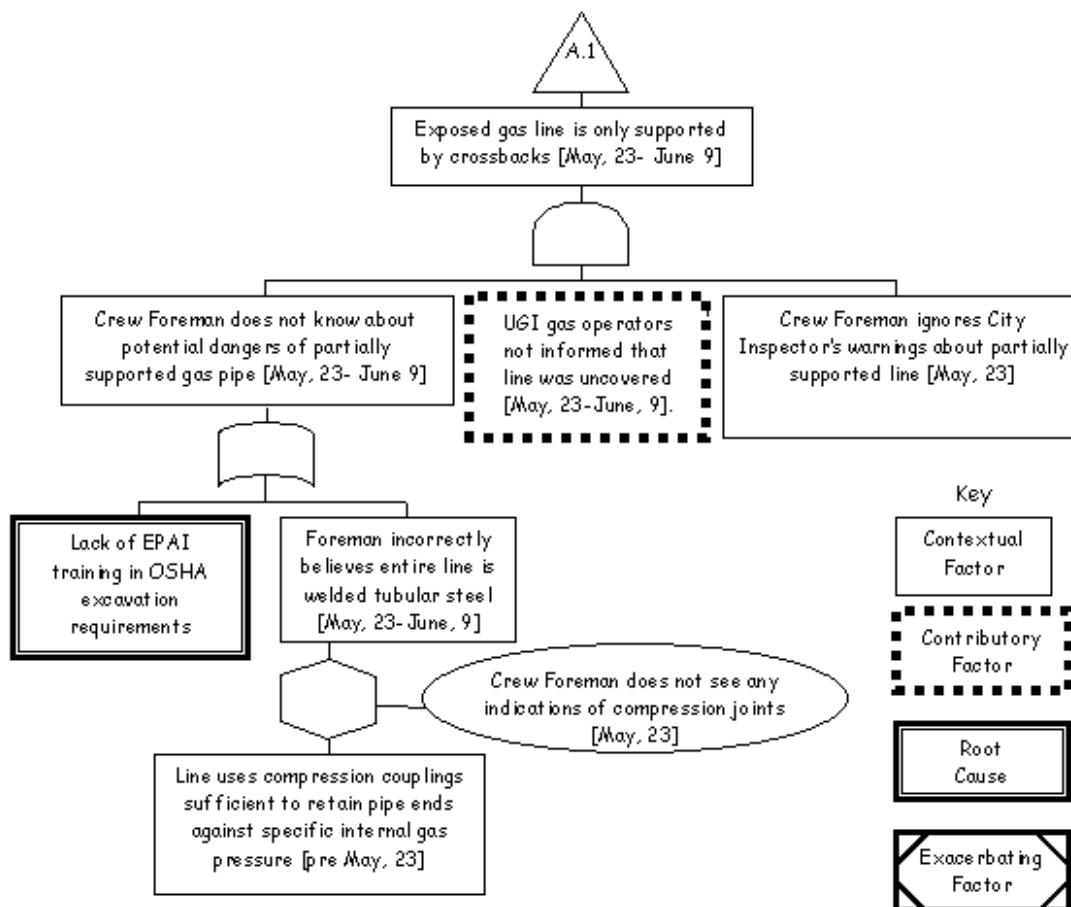 A.1
Exposed gas line is only supported
by crossbacks [May, 23- June 9]
Crew Foreman does not know about
potential dangers of partially
supported gas pipe [May, 23- June 9]
UGI gas operators
not informed that
line was uncovered
[May, 23-June, 9].
Crew Foreman ignores City
Inspector's warnings about partially
supported line [May, 23]
Lack of EPAI
training in OSHA
excavation
requirements
Foreman incorrectly
believes entire line is
welded tubular steel
[May, 23-June, 9]
Crew Foreman does not see any
indications of compression joints
[May, 23]
Line uses compression couplings
sufficient to retain pipe ends
against specific internal gas
pressure [pre May, 23]
Key
Contextual
Factor
Contributory
Factor
Root
Cause
Exacerbating
Factor